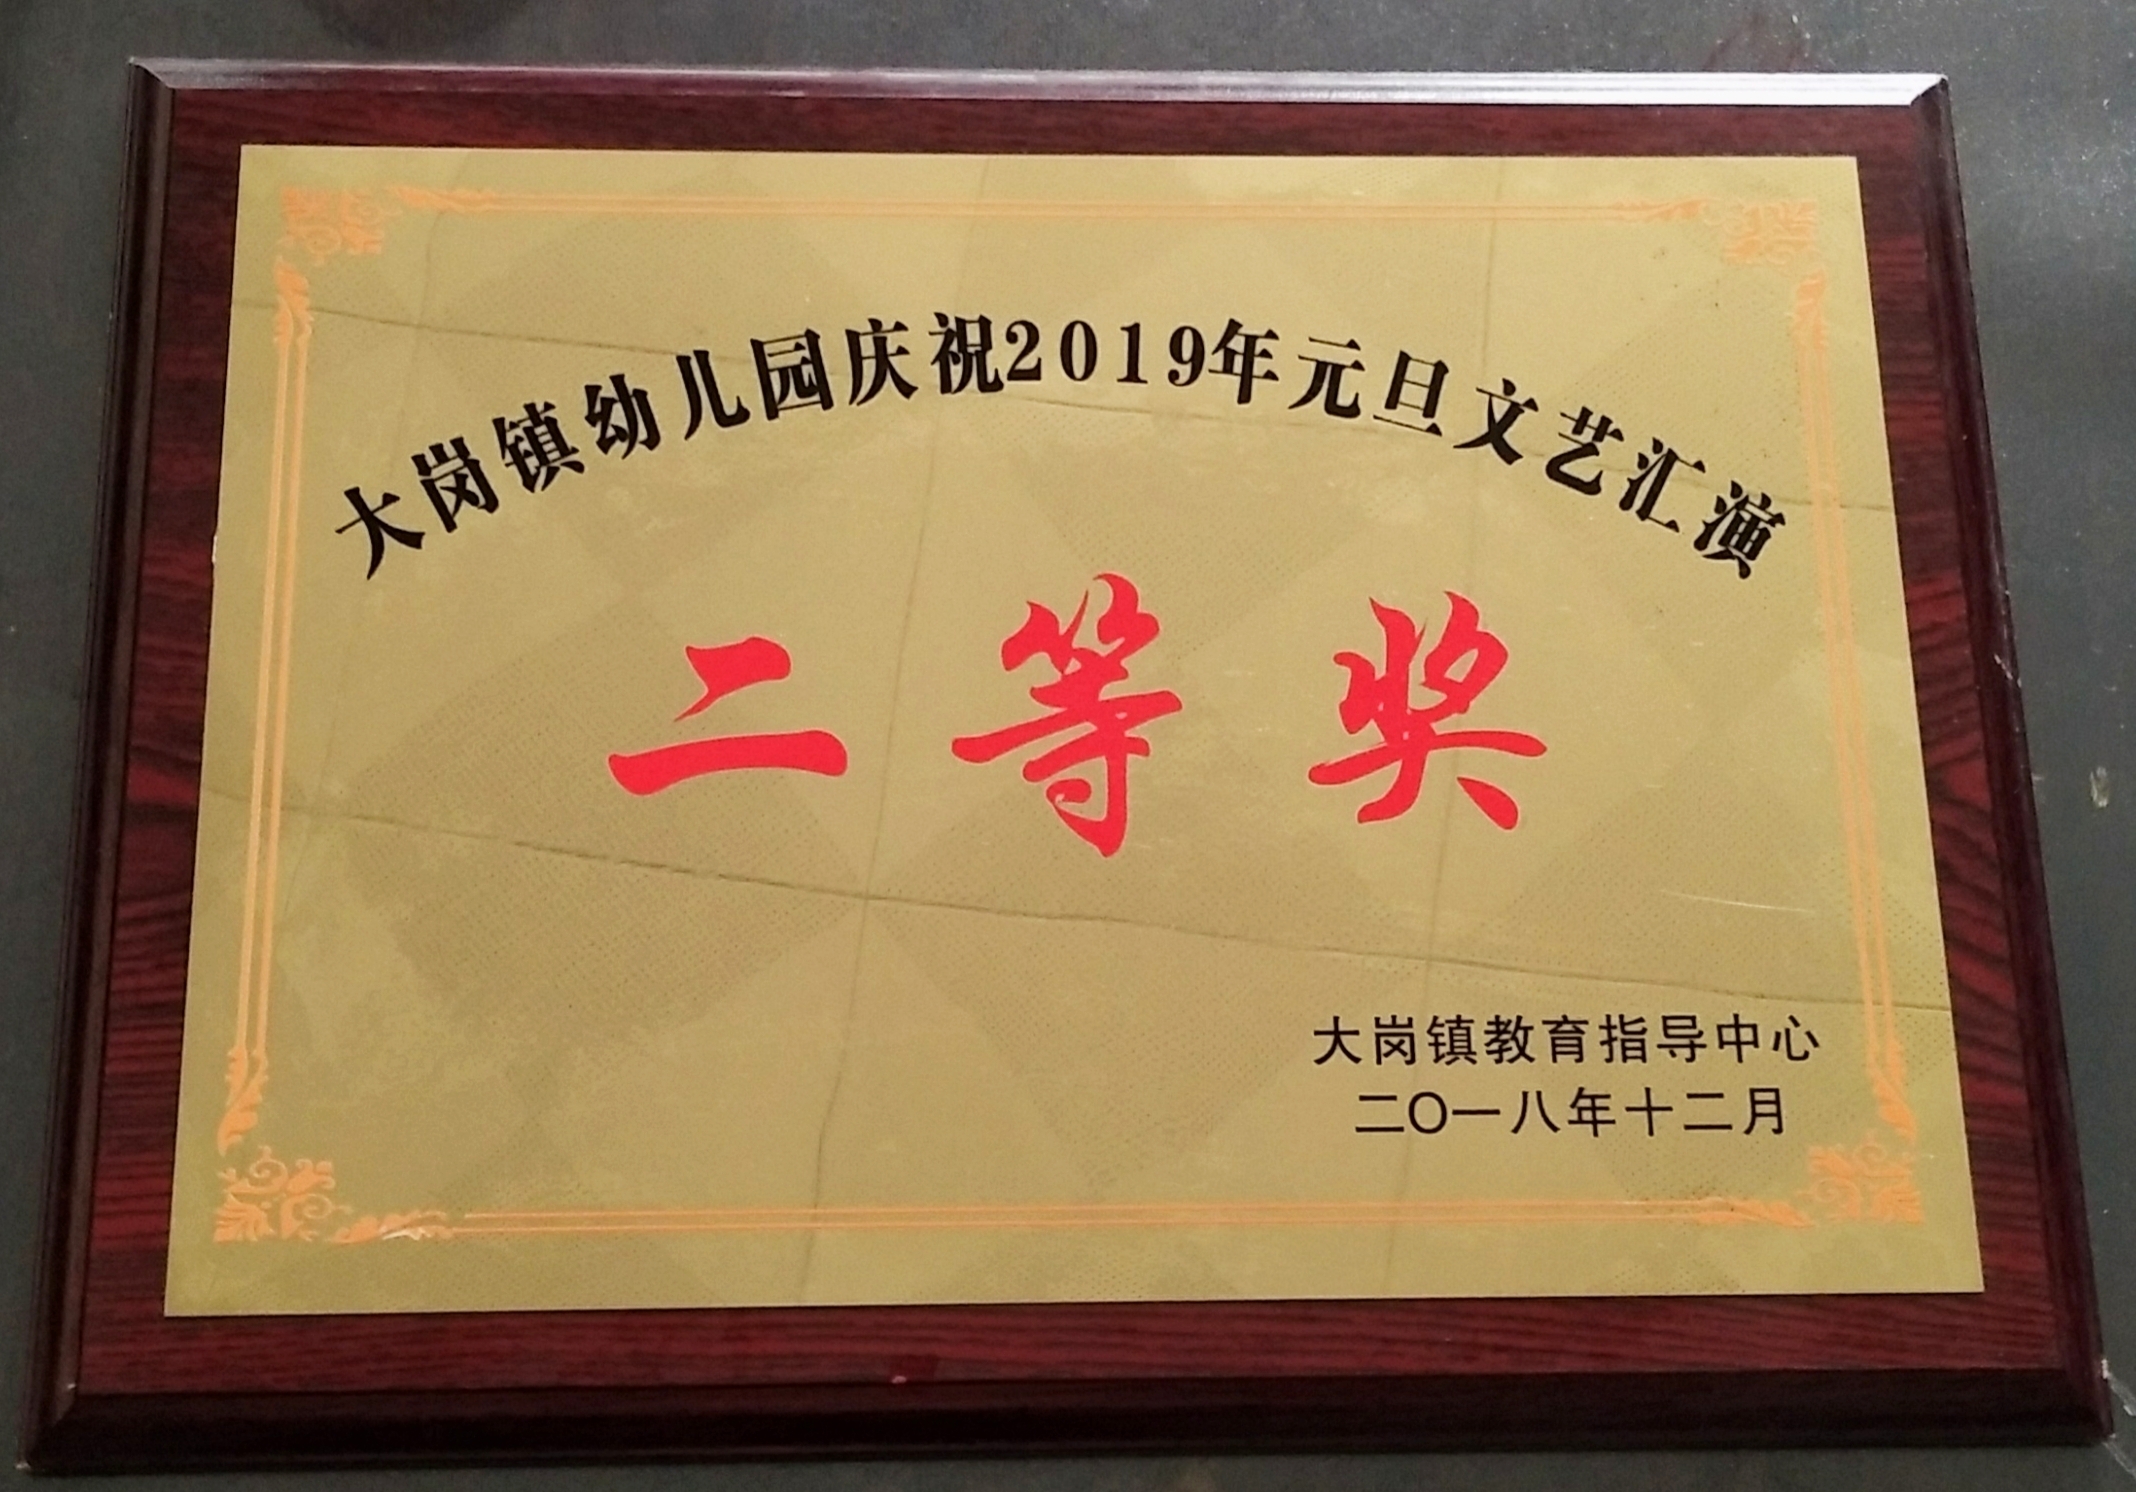 大岗镇幼儿园庆祝2019年元旦文艺汇演
二等奖
大岗镇教育指导中心
二〇一八年十二月